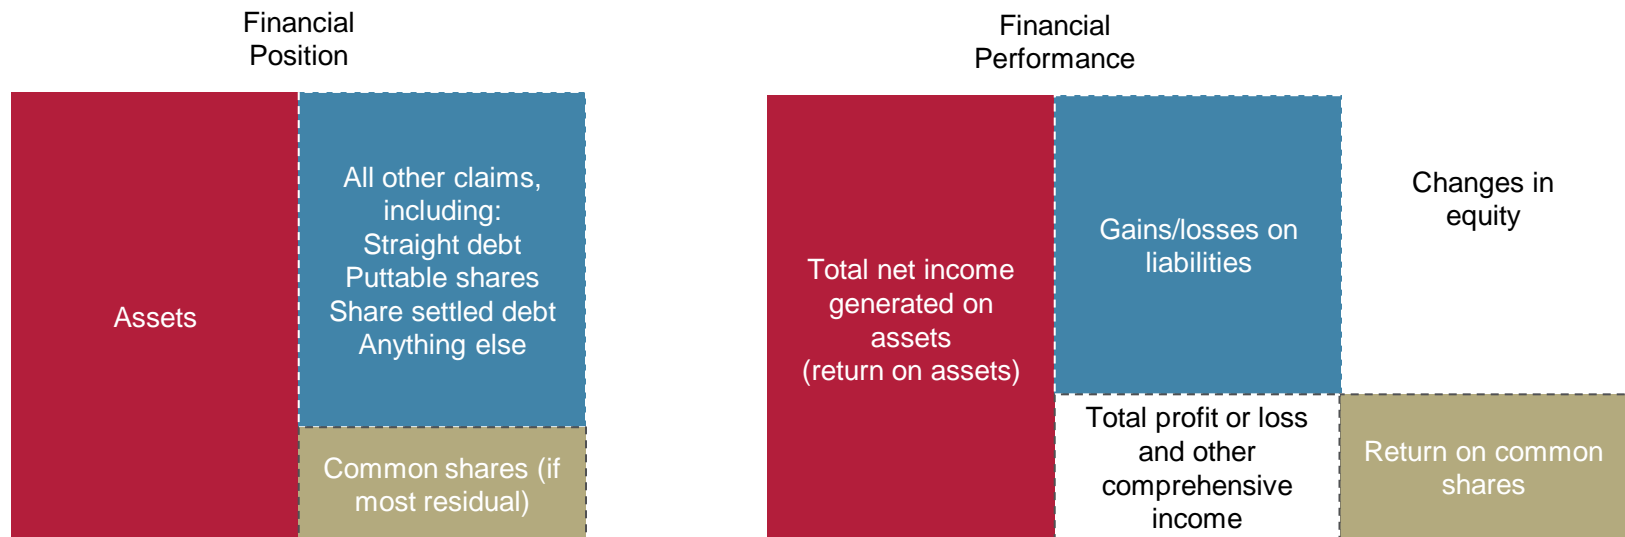 Financial
Position
Assets
All other claims,
including:
Straight debt
Puttable shares
Share settled debt
Anything else
Common shares (if
most residual)
Financial
Performance
Total net income
generated on
assets
(return on assets)
Gains/losses on
liabilities
Total profit or loss
and other
comprehensive
income
Changes in
equity
Return on common
shares